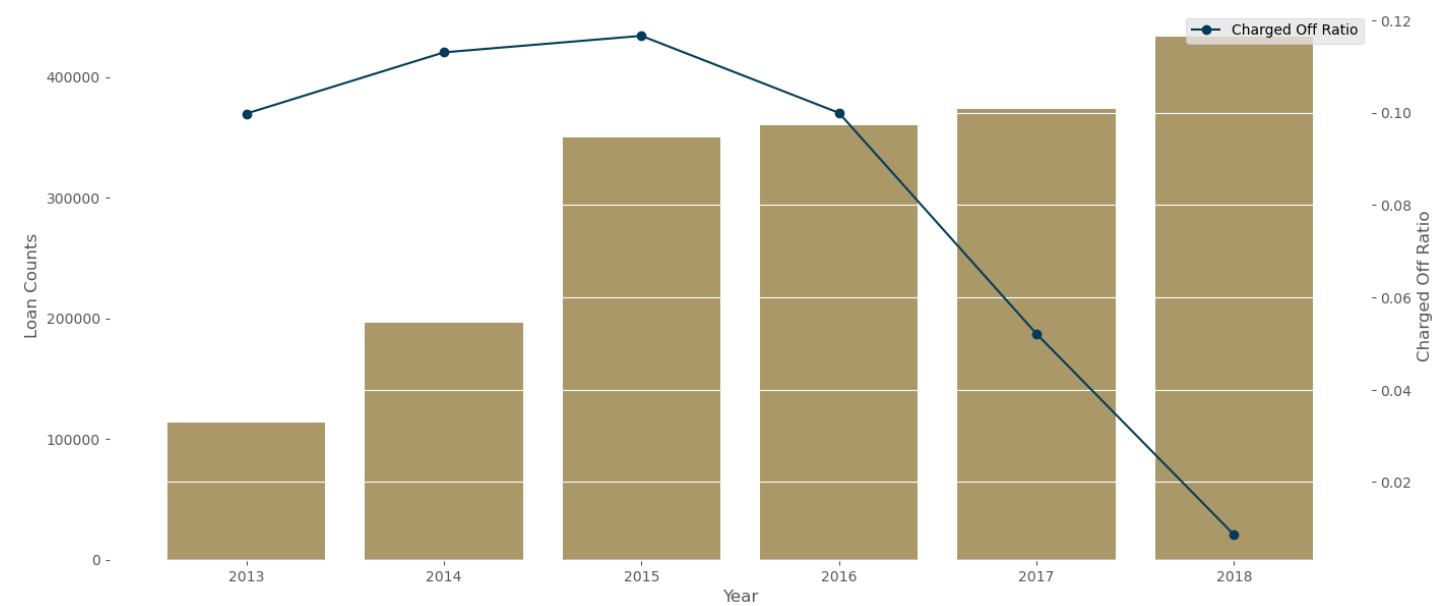 Charged Off Ratio
400000
300000
200000
100000
0
Loan Counts
0.12
0.10
0.08
0.06
0.04
0.02
Charged Off Ratio
2013 2014 2015 2016 2017 2018
Year